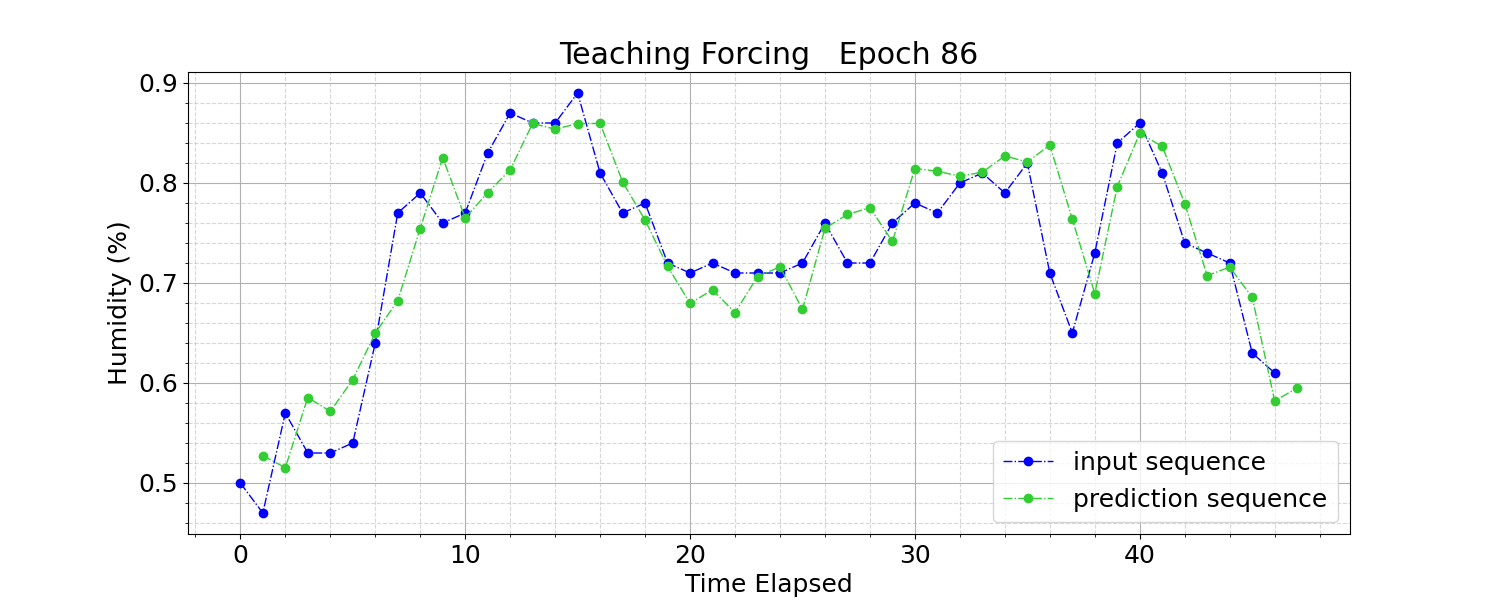 Teaching Forcing   Epoch 86
Humidity (%)
0.9
0.8
0.7
0.6
0.5
0
10
20
30
40
Time Elapsed
input sequence
prediction sequence